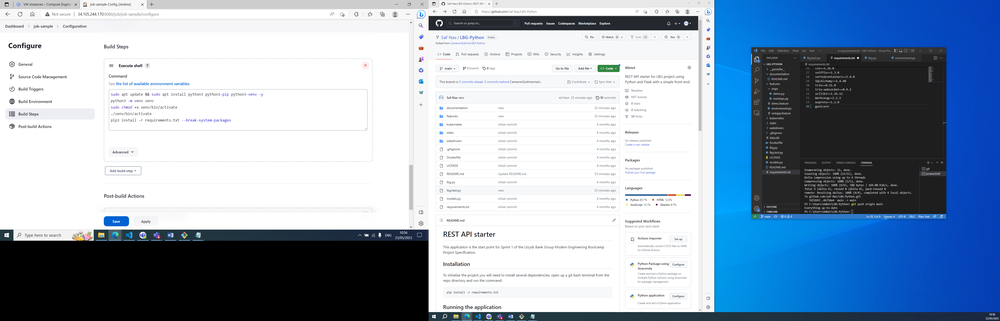 VM instances – Compute Engine
job-sample Config [Jenkins]
Not secure
34.105.244.170:8080/job/job-sample/configure
Dashboard
job-sample
Configuration
Configure
General
Source Code Management
Build Triggers
Build Environment
Build Steps
Post-build Actions
Build Steps
Execute shell ?
Command
See the list of available environment variables
sudo apt update && sudo apt install python3 python3-pip python3-venv -y
python3 -m venv venv
sudo chmod +x venv/bin/activate
./venv/bin/activate
pip3 install -r requirements.txt --break-system-packages
Advanced
Add build step
Post-build Actions
Save
Apply
Type here to search
ENG
10:56
23/05/2023
Saf-Nas/LBG-Python: REST API st
https://github.com/Saf-Nas/LBG-Python
Search or jump to...
/
Pull requests
Issues
Codespaces
Marketplace
Explore
Saf-Nas / LBG-Python
Public
forked from CameronGuthrie/LBG-Python
Pin
Watch 0
Fork 50
Star 0
Code
Pull requests
Actions
Projects
Wiki
Security
Insights
Settings
main
1 branch
0 tags
Go to file
Add file
Code
This branch is 5 commits ahead, 3 commits behind CameronGuthrie:main.
Contribute
Sync fork
Saf-Nas new
46758e4 25 minutes ago
10 commits
documentation new 25 minutes ago
features new 25 minutes ago
kubernetes initial commit 4 months ago
static initial commit 4 months ago
webdrivers initial commit 4 months ago
.gitignore initial commit 4 months ago
Dockerfile initial commit 4 months ago
LICENSE initial commit 4 months ago
README.md Update README.md 53 minutes ago
lbg.py initial commit 4 months ago
lbg.test.py new 25 minutes ago
models.py initial commit 4 months ago
requirements.txt initial commit 4 months ago
README.md
REST API starter
This application is the start point for Sprint 1 of the Lloyds Bank Group Modern Engineering Bootcamp
Project Specification.
Installation
To initialise the project you will need to install several dependencies, open up a git bash terminal from the
repo directory and run the command:
pip install -r requirements.txt
Running the application
About
REST API starter for LBG project using
Python and Flask with a simple front-end.
Readme
MIT license
0 stars
0 watching
50 forks
Releases
No releases published
Create a new release
Packages
No packages published
Publish your first package
Languages
Python 65.7%
HTML 12.5%
JavaScript 12.1%
Gherkin 9.7%
Suggested Workflows
Based on your tech stack
Actions Importer
Set up
Automatically convert CI/CD files to YAML
for GitHub Actions.
Python Package using
Anaconda
Configure
Create and test a Python package on
multiple Python versions using Anaconda
for package management.
Python application
Configure
Create and test a Python application.
File Edit Selection View Go Run ···
● requirements.txt - LBG-Python - Visual Stu...
EXPLORER
LBG-PYTHON
__pycache__
documentation
README.md
features
steps
demo.py
reststeps.py
demo.feature
environment.py
restapp.feature
kubernetes
static
webdrivers
.gitignore
data.db
Dockerfile
lbg.py
lbg.test.py
LICENSE
models.py
README.md
requirements.txt
OUTLINE
TIMELINE
lbg.test.py
requirements.txt
lbg.py
environment.py
requirements.txt
26 six==1.16.0
27 sniffio==1.3.0
28 sortedcontainers==2.4.0
29 SQLAlchemy==1.4.40
30 trio==0.21.0
31 trio-websocket==0.9.2
32 urllib3==1.26.12
33 Werkzeug==2.2.2
34 wsproto==1.2.0
35 gunicorn
PROBLEMS OUTPUT DEBUG CONSOLE TERMINAL
git
powershell
Enumerating objects: 11, done.
Counting objects: 100% (11/11), done.
Delta compression using up to 4 threads
Compressing objects: 100% (5/5), done.
Writing objects: 100% (6/6), 508 bytes | 169.00 KiB/s, done.
Total 6 (delta 4), reused 0 (delta 0), pack-reused 0
remote: Resolving deltas: 100% (4/4), completed with 4 local objects.
To github.com:Saf-Nas/LBG-Python.git
fd72697..46758e4 main -> main
PS C:\Users\Admin\LBG-Python> git push origin main
Everything up-to-date
PS C:\Users\Admin\LBG-Python>
main
0 0
Ln 35, Col 9
Spaces: 4
UTF-8
CRLF
Plain Text
10:56
23/05/2023